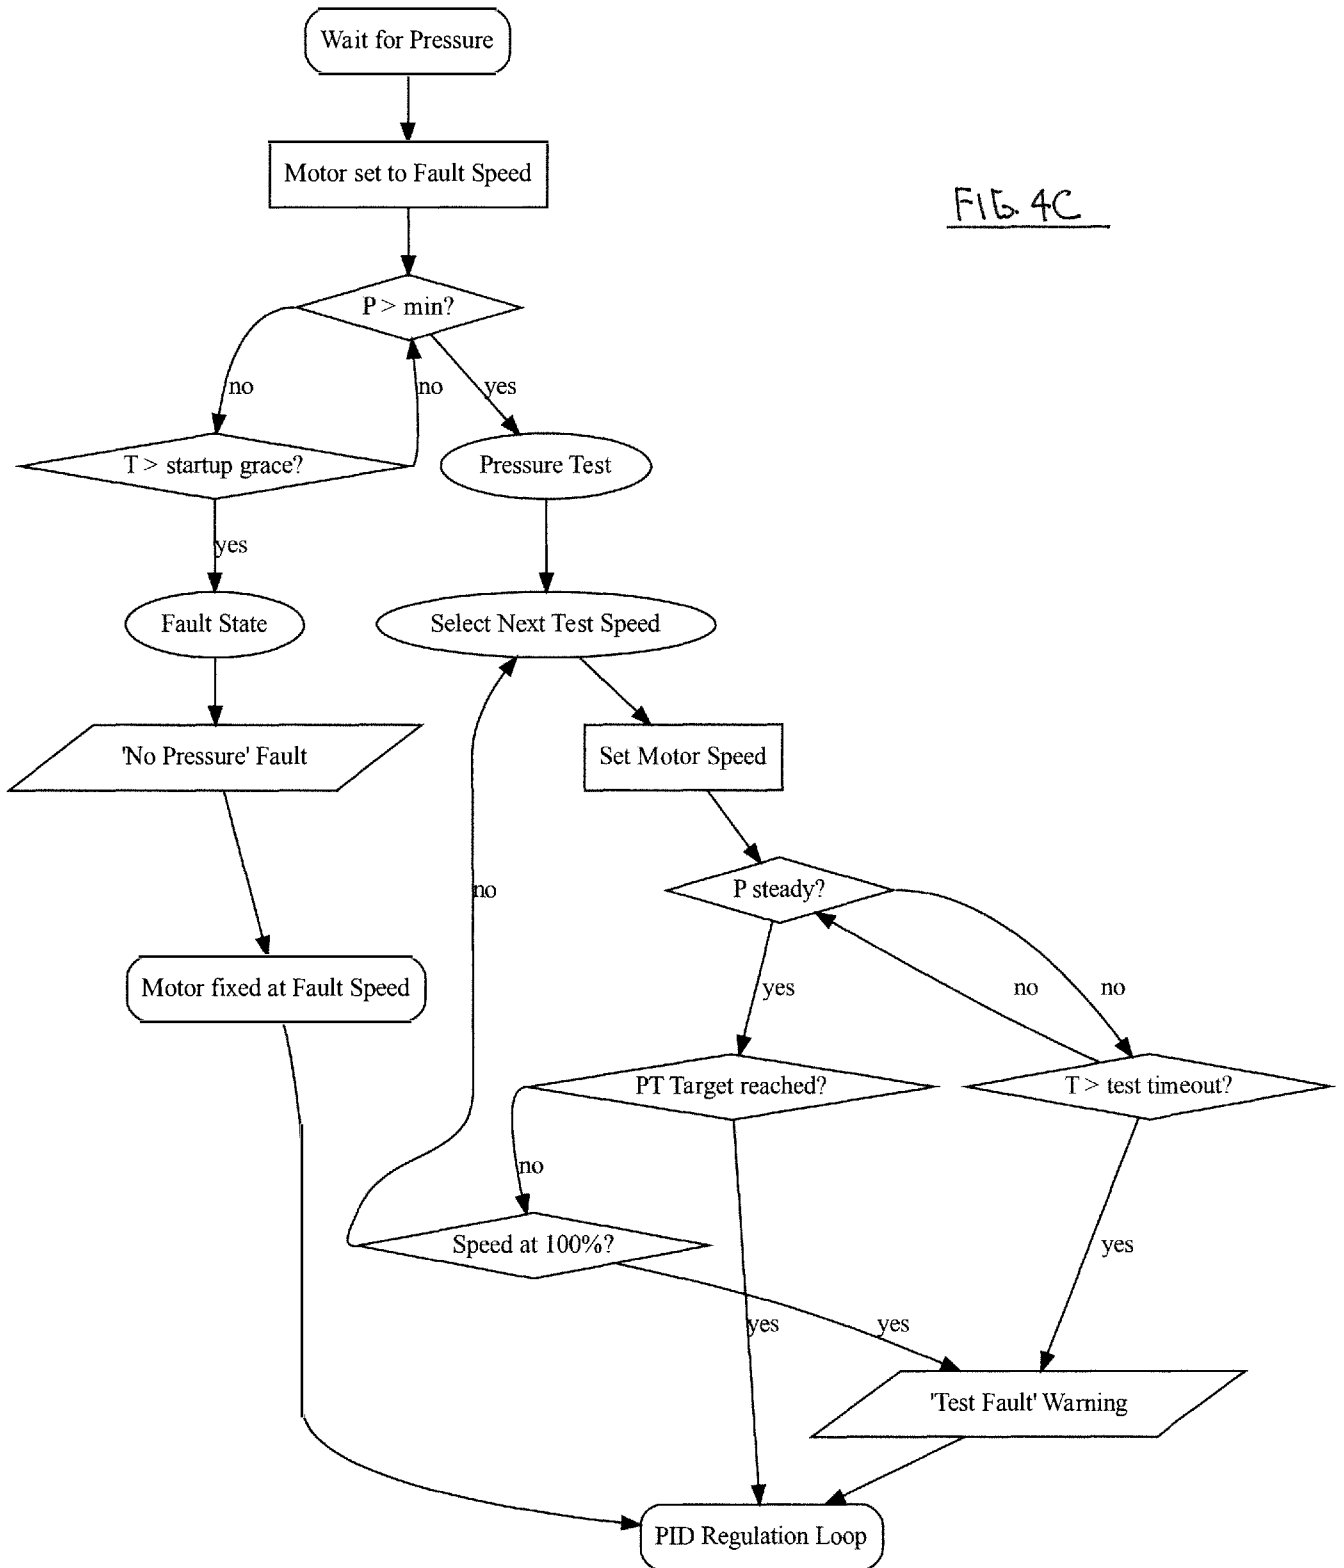 Wait for Pressure
Motor set to Fault Speed
FIG. 4C
P > min?
no
no
yes
T > startup grace?
Pressure Test
yes
Fault State
Select Next Test Speed
'No Pressure' Fault
Set Motor Speed
no
P steady?
Motor fixed at Fault Speed
yes
no
no
PT Target reached?
T > test timeout?
no
Speed at 100%?
yes
yes
yes
'Test Fault' Warning
PID Regulation Loop